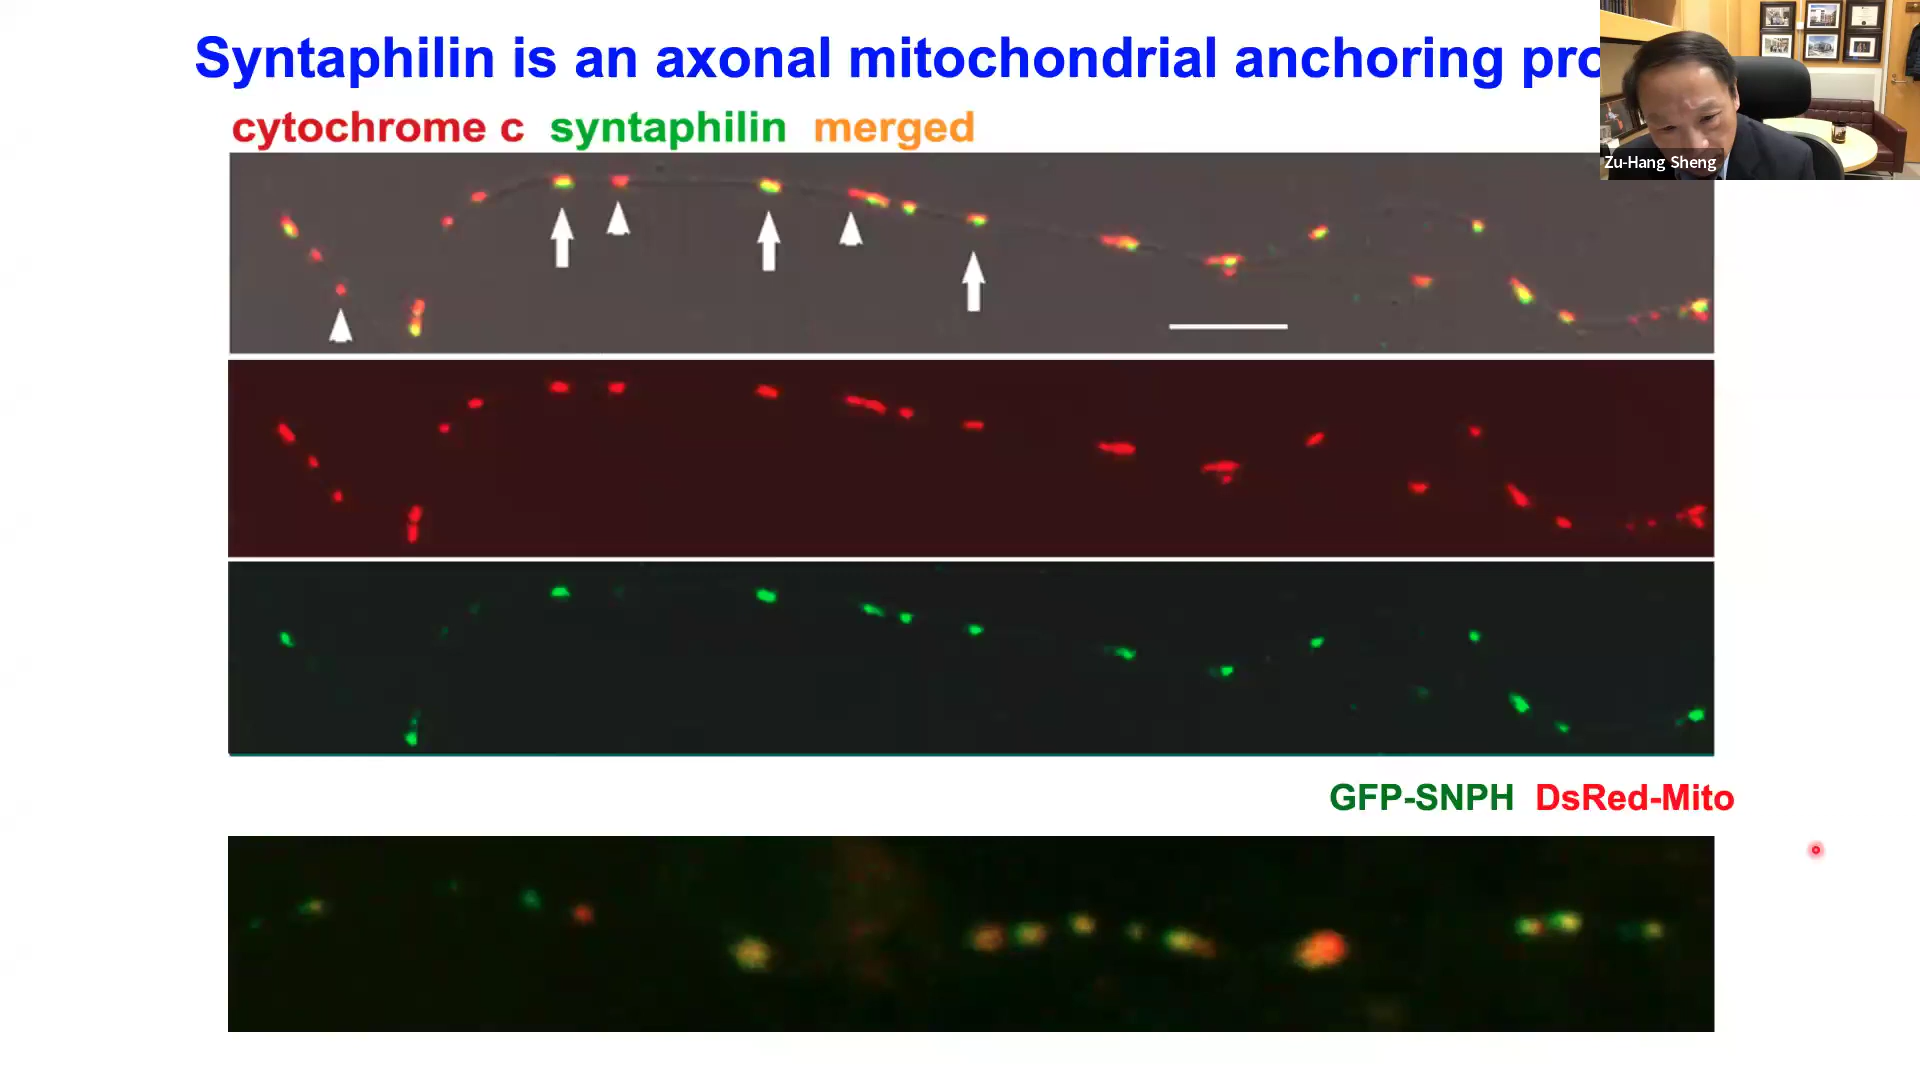 Syntaphilin is an axonal mitochondrial anchoring pro
cytochrome c syntaphilin merged
Zu-Hang Sheng
GFP-SNPH DsRed-Mito